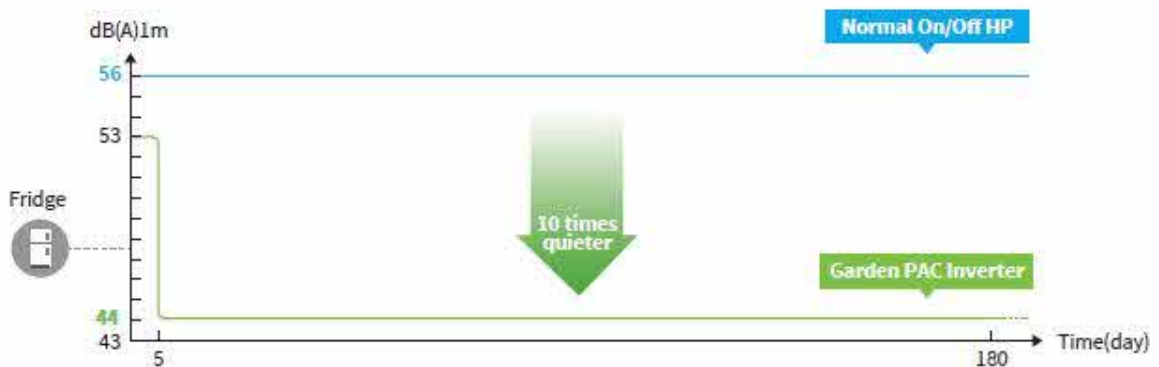 dB(A)1m
Normal On/Off HP
56
53
Fridge
10 times
quieter
Garden PAC Inverter
44
43
Time(day)
5
180